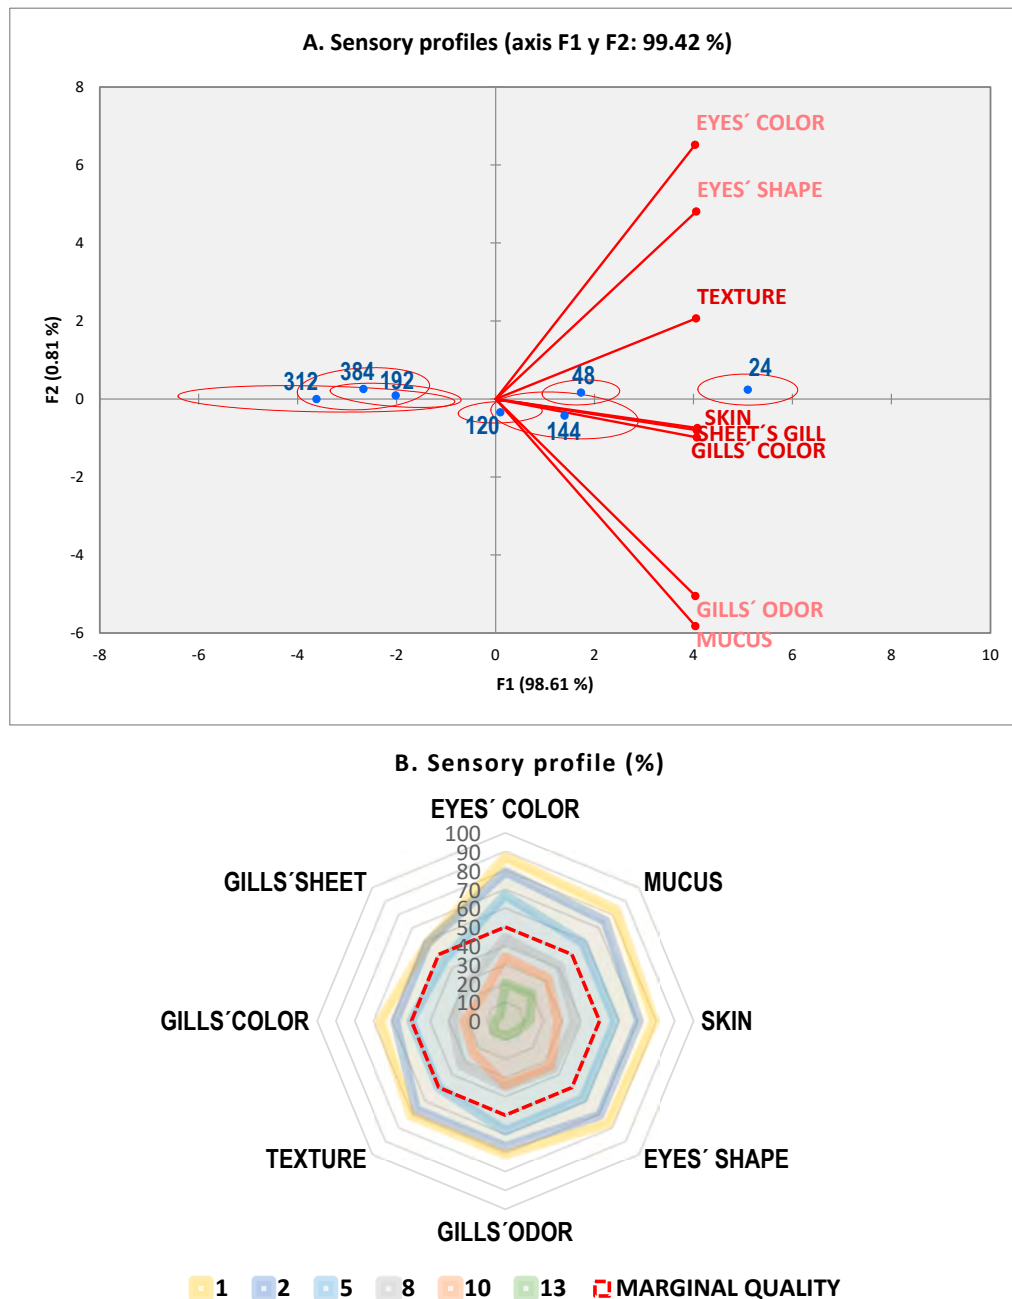 A. Sensory profiles (axis F1 y F2: 99.42 %)
8
6
4
2
0
-2
-4
-6
F2 (0.81 %)
EYES´ COLOR
EYES´ SHAPE
TEXTURE
312
384
192
48
24
120
144
SKIN
SHEET´S GILL
GILLS´ COLOR
GILLS´ ODOR
MUCUS
-8 -6 -4 -2 0 2 4 6 8 10
F1 (98.61 %)
B. Sensory profile (%)
EYES´ COLOR
100
90
80
70
60
50
40
30
20
10
0
GILLS´SHEET
MUCUS
GILLS´COLOR
SKIN
TEXTURE
EYES´ SHAPE
GILLS´ODOR
1 2 5 8 10 13 MARGINAL QUALITY